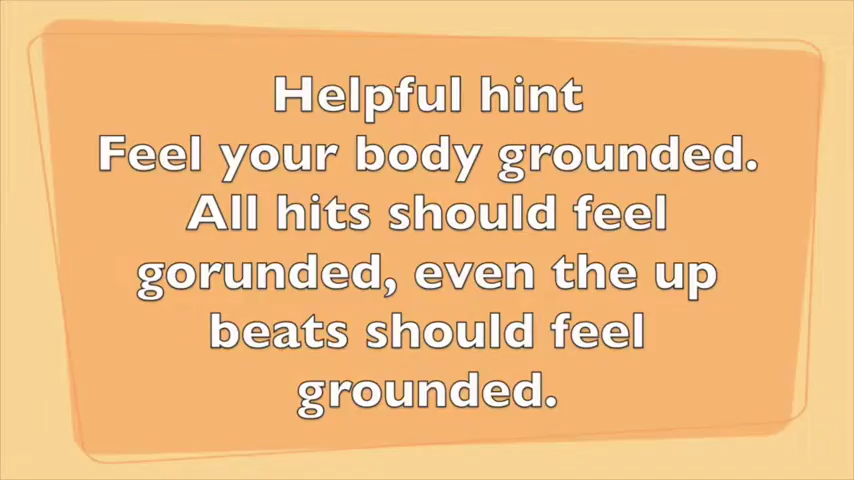 Helpful hint
Feel your body grounded.
All hits should feel
gorunded, even the up
beats should feel
grounded.